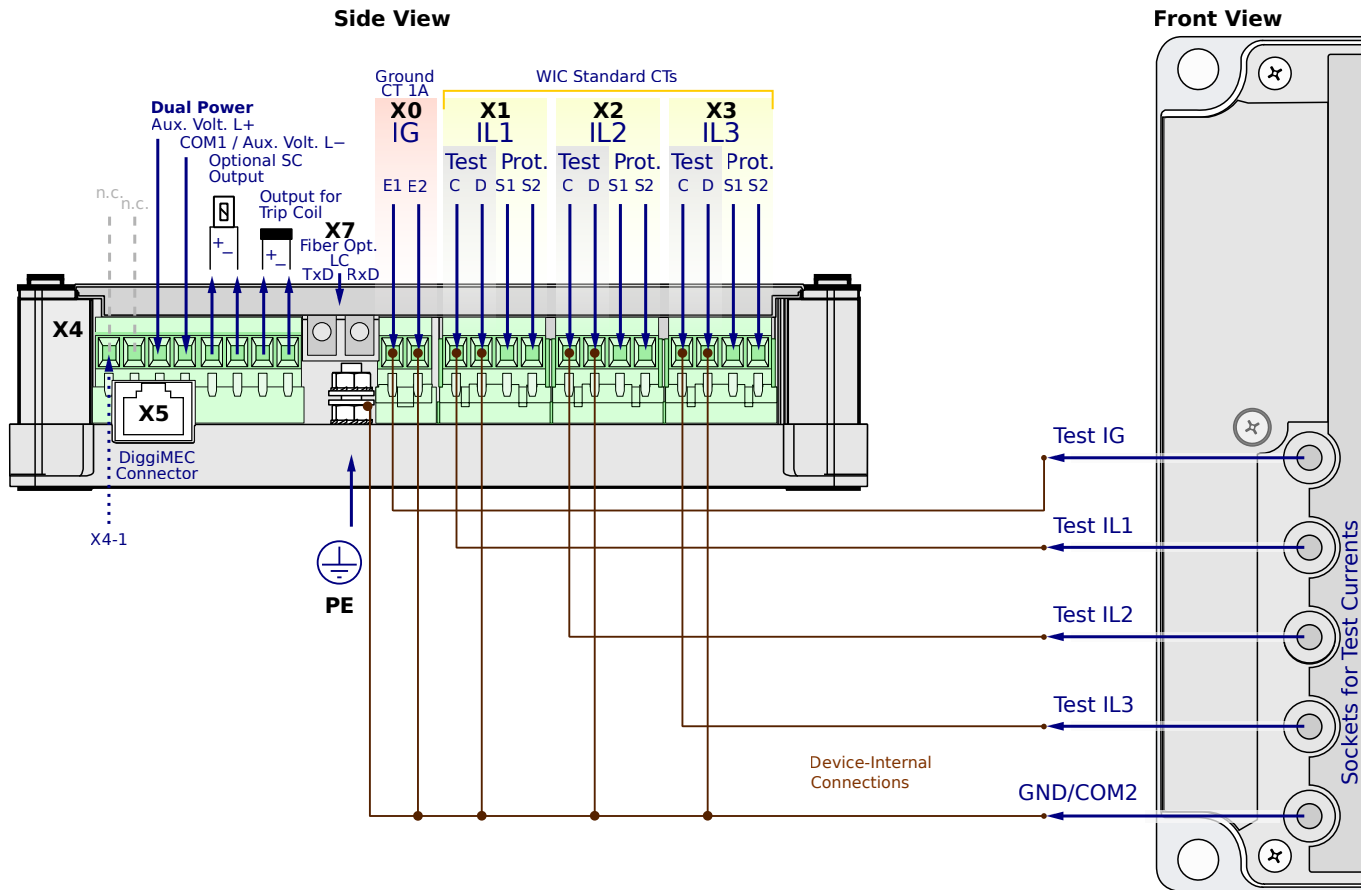 Side View
Front View
Ground
CT 1A
WIC Standard CTs
Dual Power
Aux. Volt. L+
COM1 / Aux. Volt. L−
Optional SC
Output
Output for
Trip Coil
n.c.
n.c.
+
−
+
−
X7
Fiber Opt.
LC
TxD RxD
X0
IG
E1 E2
X1
IL1
Test Prot.
C D S1 S2
X2
IL2
Test Prot.
C D S1 S2
X3
IL3
Test Prot.
C D S1 S2
X4
X5
DiggiMEC
Connector
X4-1
PE
Test IG
Test IL1
Test IL2
Test IL3
GND/COM2
Device-Internal
Connections
Sockets for Test Currents